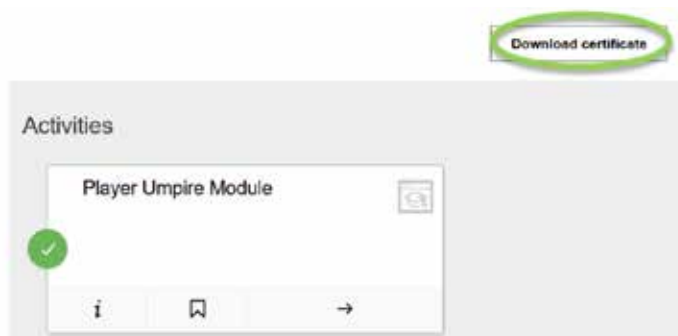 Download certificate
Activities
Player Umpire Module
i